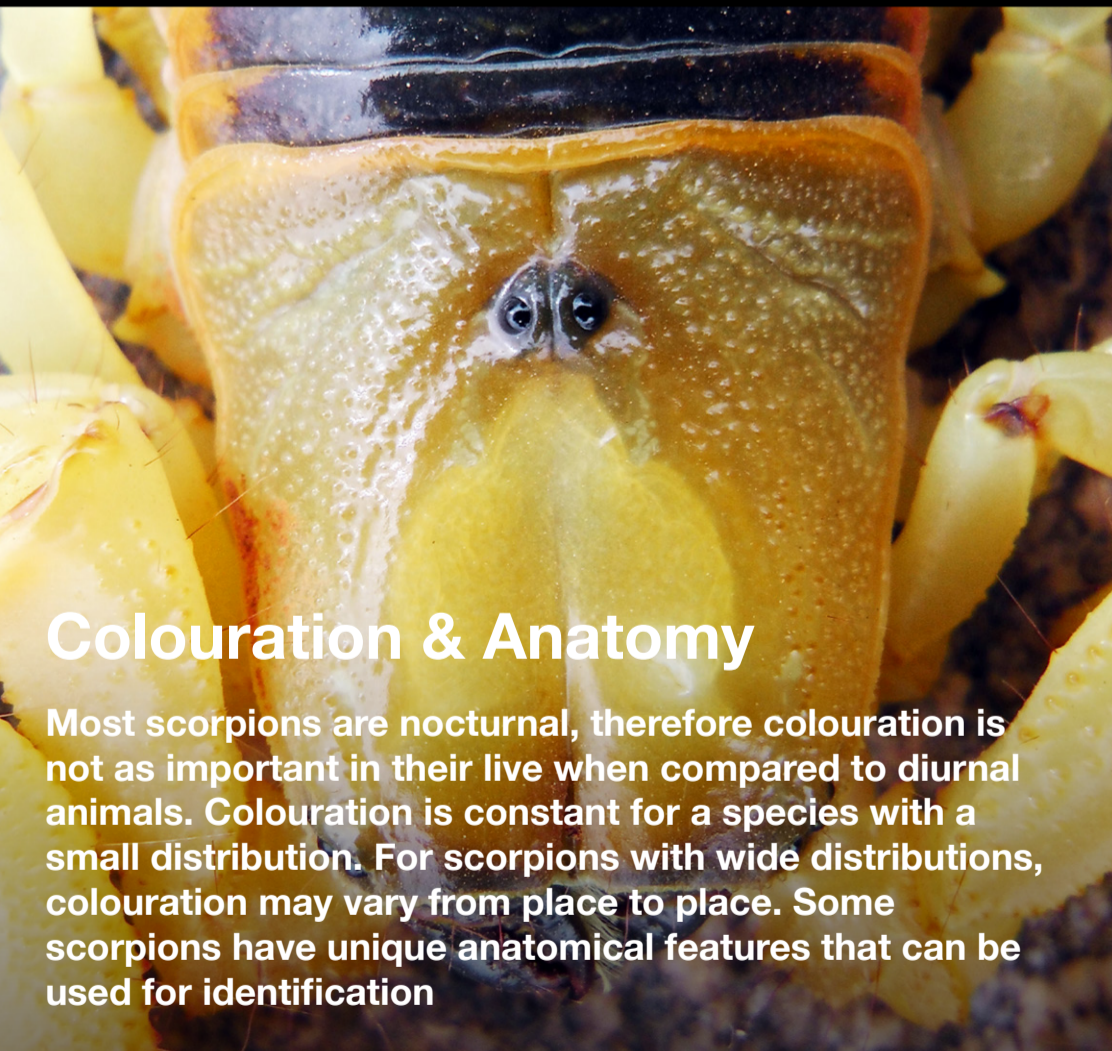 Colouration & Anatomy
Most scorpions are nocturnal, therefore colouration is
not as important in their live when compared to diurnal
animals. Colouration is constant for a species with a
small distribution. For scorpions with wide distributions,
colouration may vary from place to place. Some
scorpions have unique anatomical features that can be
used for identification